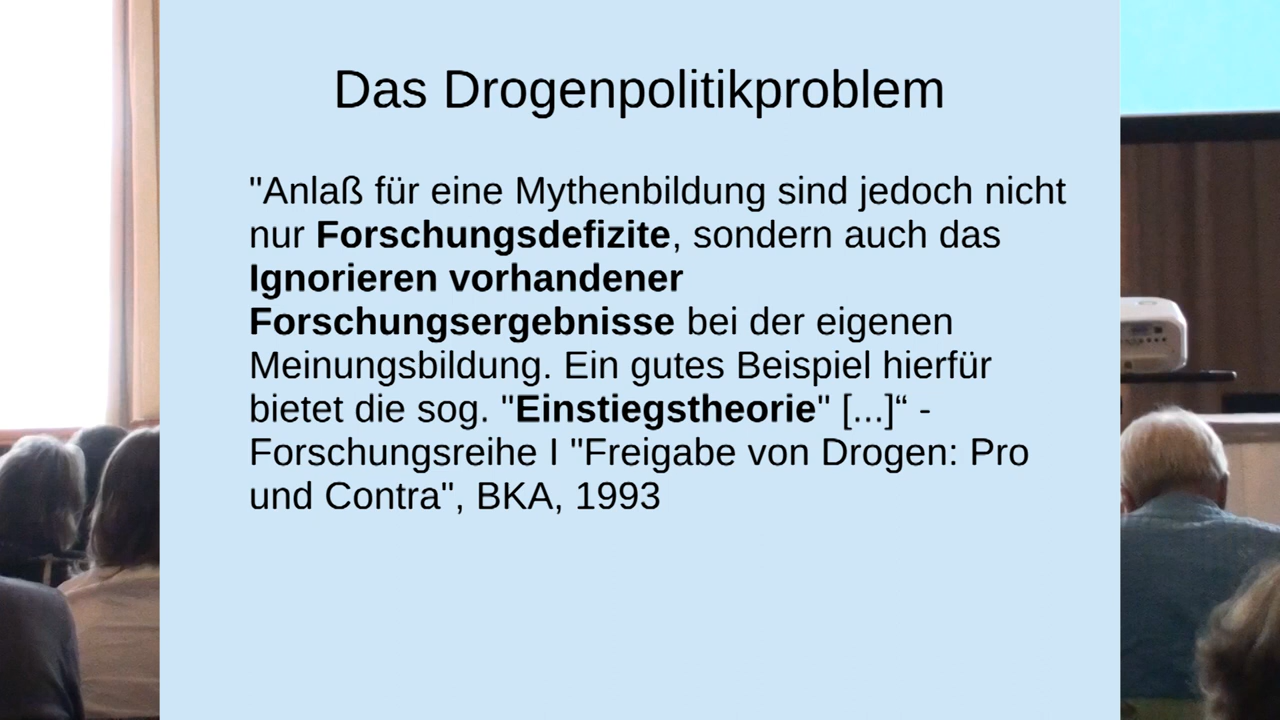 Das Drogenpolitikproblem
"Anlaß für eine Mythenbildung sind jedoch nicht
nur Forschungsdefizite, sondern auch das
Ignorieren vorhandener
Forschungsergebnisse bei der eigenen
Meinungsbildung. Ein gutes Beispiel hierfür
bietet die sog. "Einstiegstheorie" [...]“ -
Forschungsreihe I "Freigabe von Drogen: Pro
und Contra", BKA, 1993